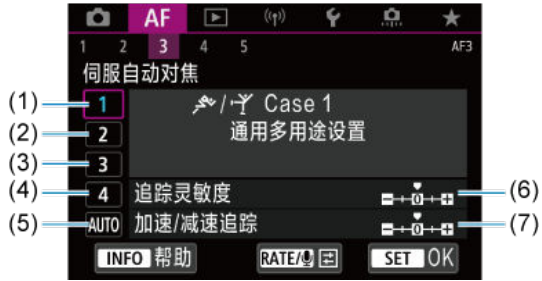 AF
1 2 3 4 5 AF3
伺服自动对焦
(1) 1 Case 1
(2) 2 通用多用途设置
(3) 3
(4) 4 追踪灵敏度 0 (6)
(5) AUTO 加速/减速追踪 0 (7)
INFO 帮助 RATE/ SET OK